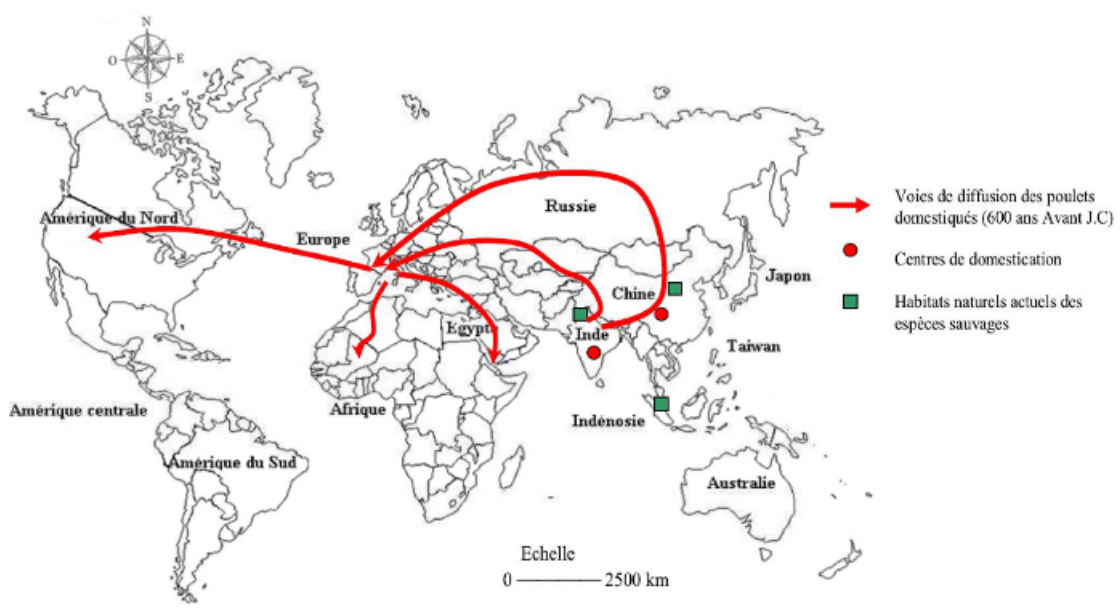 N
O
E
S
Amérique du Nord
Europe
Russie
Chine
Japon
Inde
Egypte
Taiwan
Afrique
Indénosie
Amérique centrale
Amérique du Sud
Australie
Echelle
0 2500 km
Voies de diffusion des poulets
domestiqués (600 ans Avant J.C)
Centres de domestication
Habitats naturels actuels des
espèces sauvages